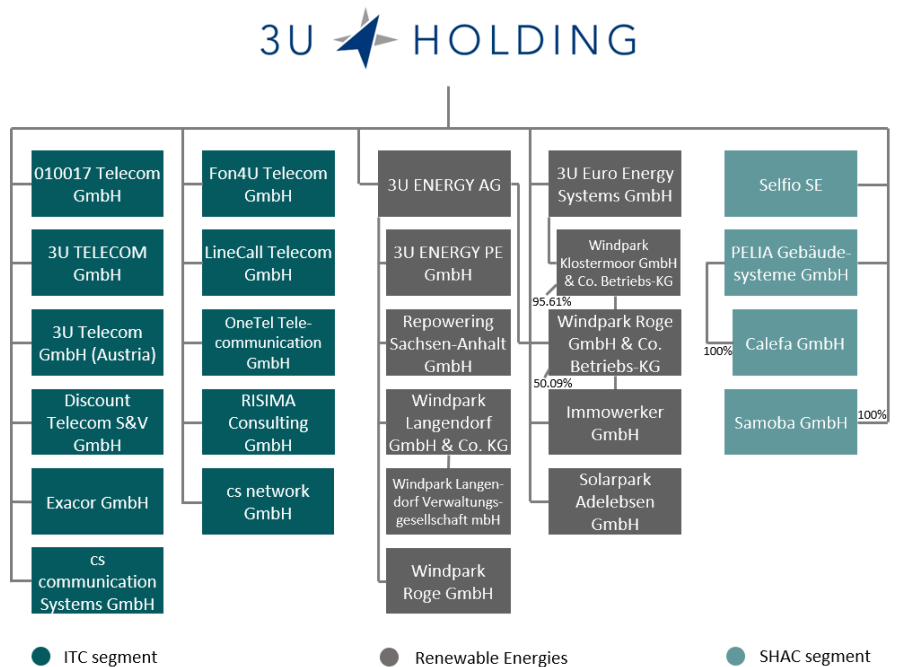 3U HOLDING
010017 Telecom
GmbH
3U TELECOM
GmbH
3U Telecom
GmbH (Austria)
Discount
Telecom S&V
GmbH
Exacor GmbH
cs
communication
Systems GmbH
Fon4U Telecom
GmbH
LineCall Telecom
GmbH
OneTel Tele-
communication
GmbH
RISIMA
Consulting
GmbH
cs network
GmbH
3U ENERGY AG
3U ENERGY PE
GmbH
Repowering
Sachsen-Anhalt
GmbH
Windpark
Langendorf
GmbH & Co. KG
Windpark Langen-
dorf Verwaltungs-
gesellschaft mbH
Windpark
Roge GmbH
3U Euro Energy
Systems GmbH
Windpark
Klostermoor GmbH
& Co. Betriebs-KG
95.61%
Windpark Roge
GmbH & Co.
Betriebs-KG
50.09%
Immowerker
GmbH
Solarpark
Adelebsen
GmbH
Selfio SE
PELIA Gebäude-
systeme GmbH
Calefa GmbH
100%
Samoba GmbH
100%
ITC segment
Renewable Energies
SHAC segment